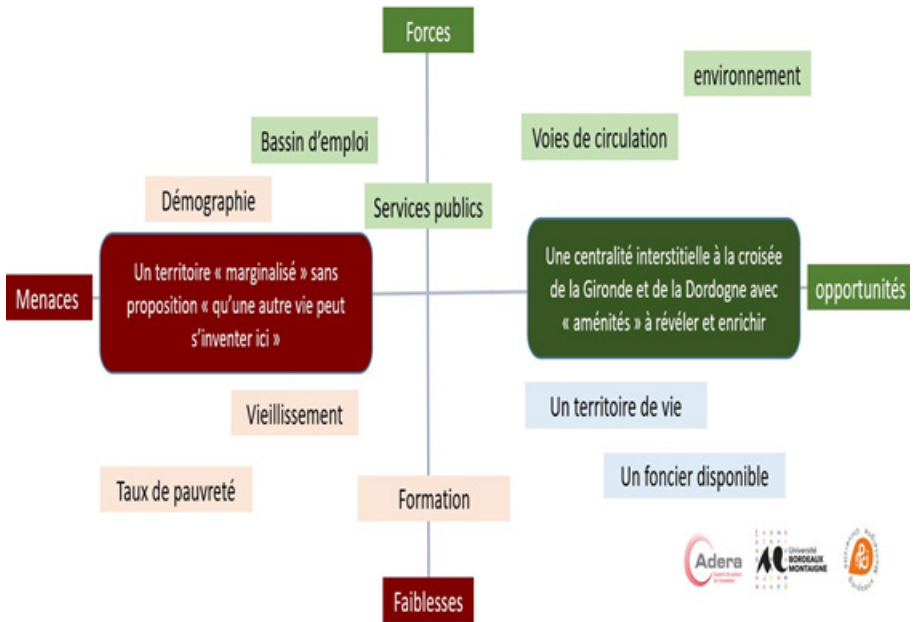 Forces
environnement
Bassin d'emploi
Voies de circulation
Démographie
Services publics
Menaces
Un territoire « marginalisé » sans
proposition « qu'une autre vie peut
s'inventer ici »
Une centralité interstitielle à la croisée
de la Gironde et de la Dordogne avec
« aménités » à révéler et enrichir
opportunités
Vieillissement
Un territoire de vie
Taux de pauvreté
Formation
Un foncier disponible
Faiblesses
Adera
Université
BORDEAUX
MONTAIGNE